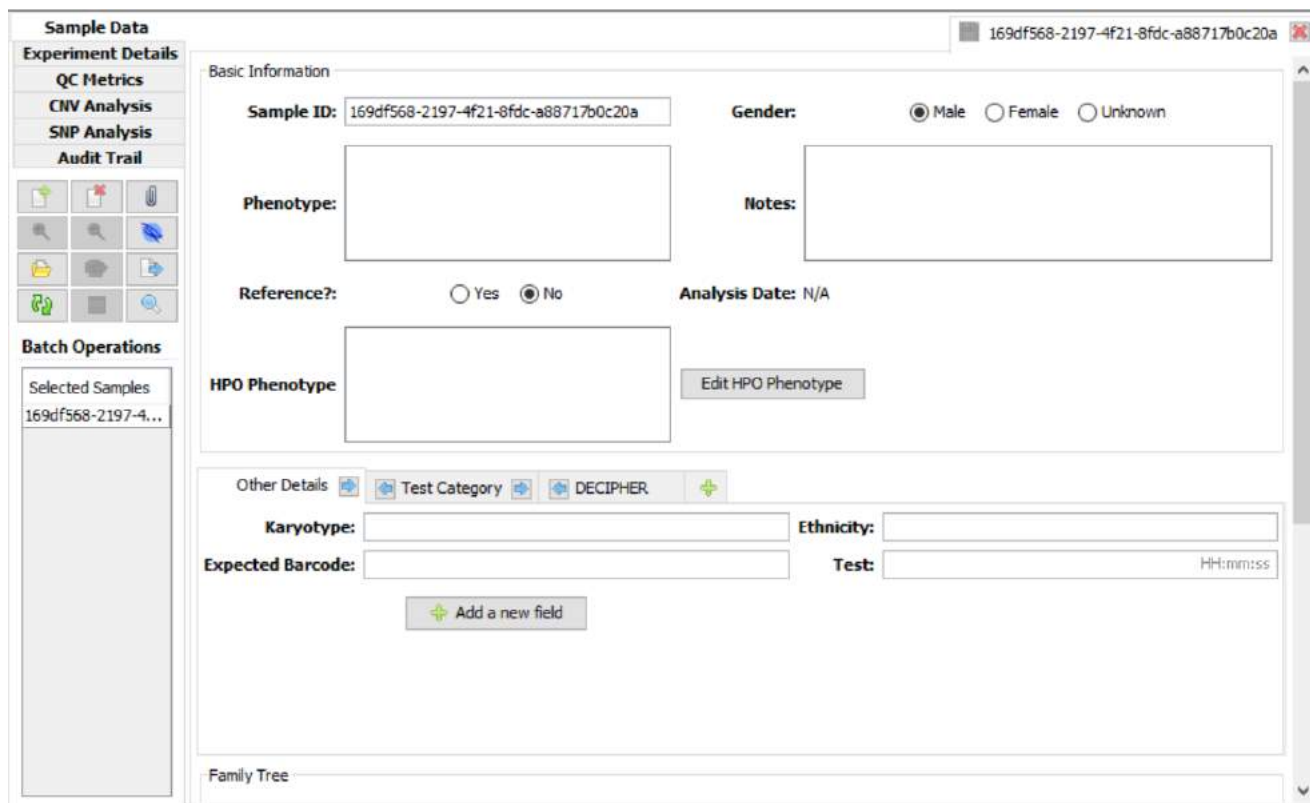 Sample Data
Experiment Details
QC Metrics
CNV Analysis
SNP Analysis
Audit Trail
Batch Operations
Selected Samples
169df568-2197-4...
169df568-2197-4f21-8fdc-a88717b0c20a
Basic Information
Sample ID: 169df568-2197-4f21-8fdc-a88717b0c20a Gender: Male Female Unknown
Phenotype: Notes:
Reference?: Yes No Analysis Date: N/A
HPO Phenotype Edit HPO Phenotype
Other Details Test Category DECIPHER
Karyotype: Ethnicity:
Expected Barcode: Test: HH:mm:ss
Add a new field
Family Tree